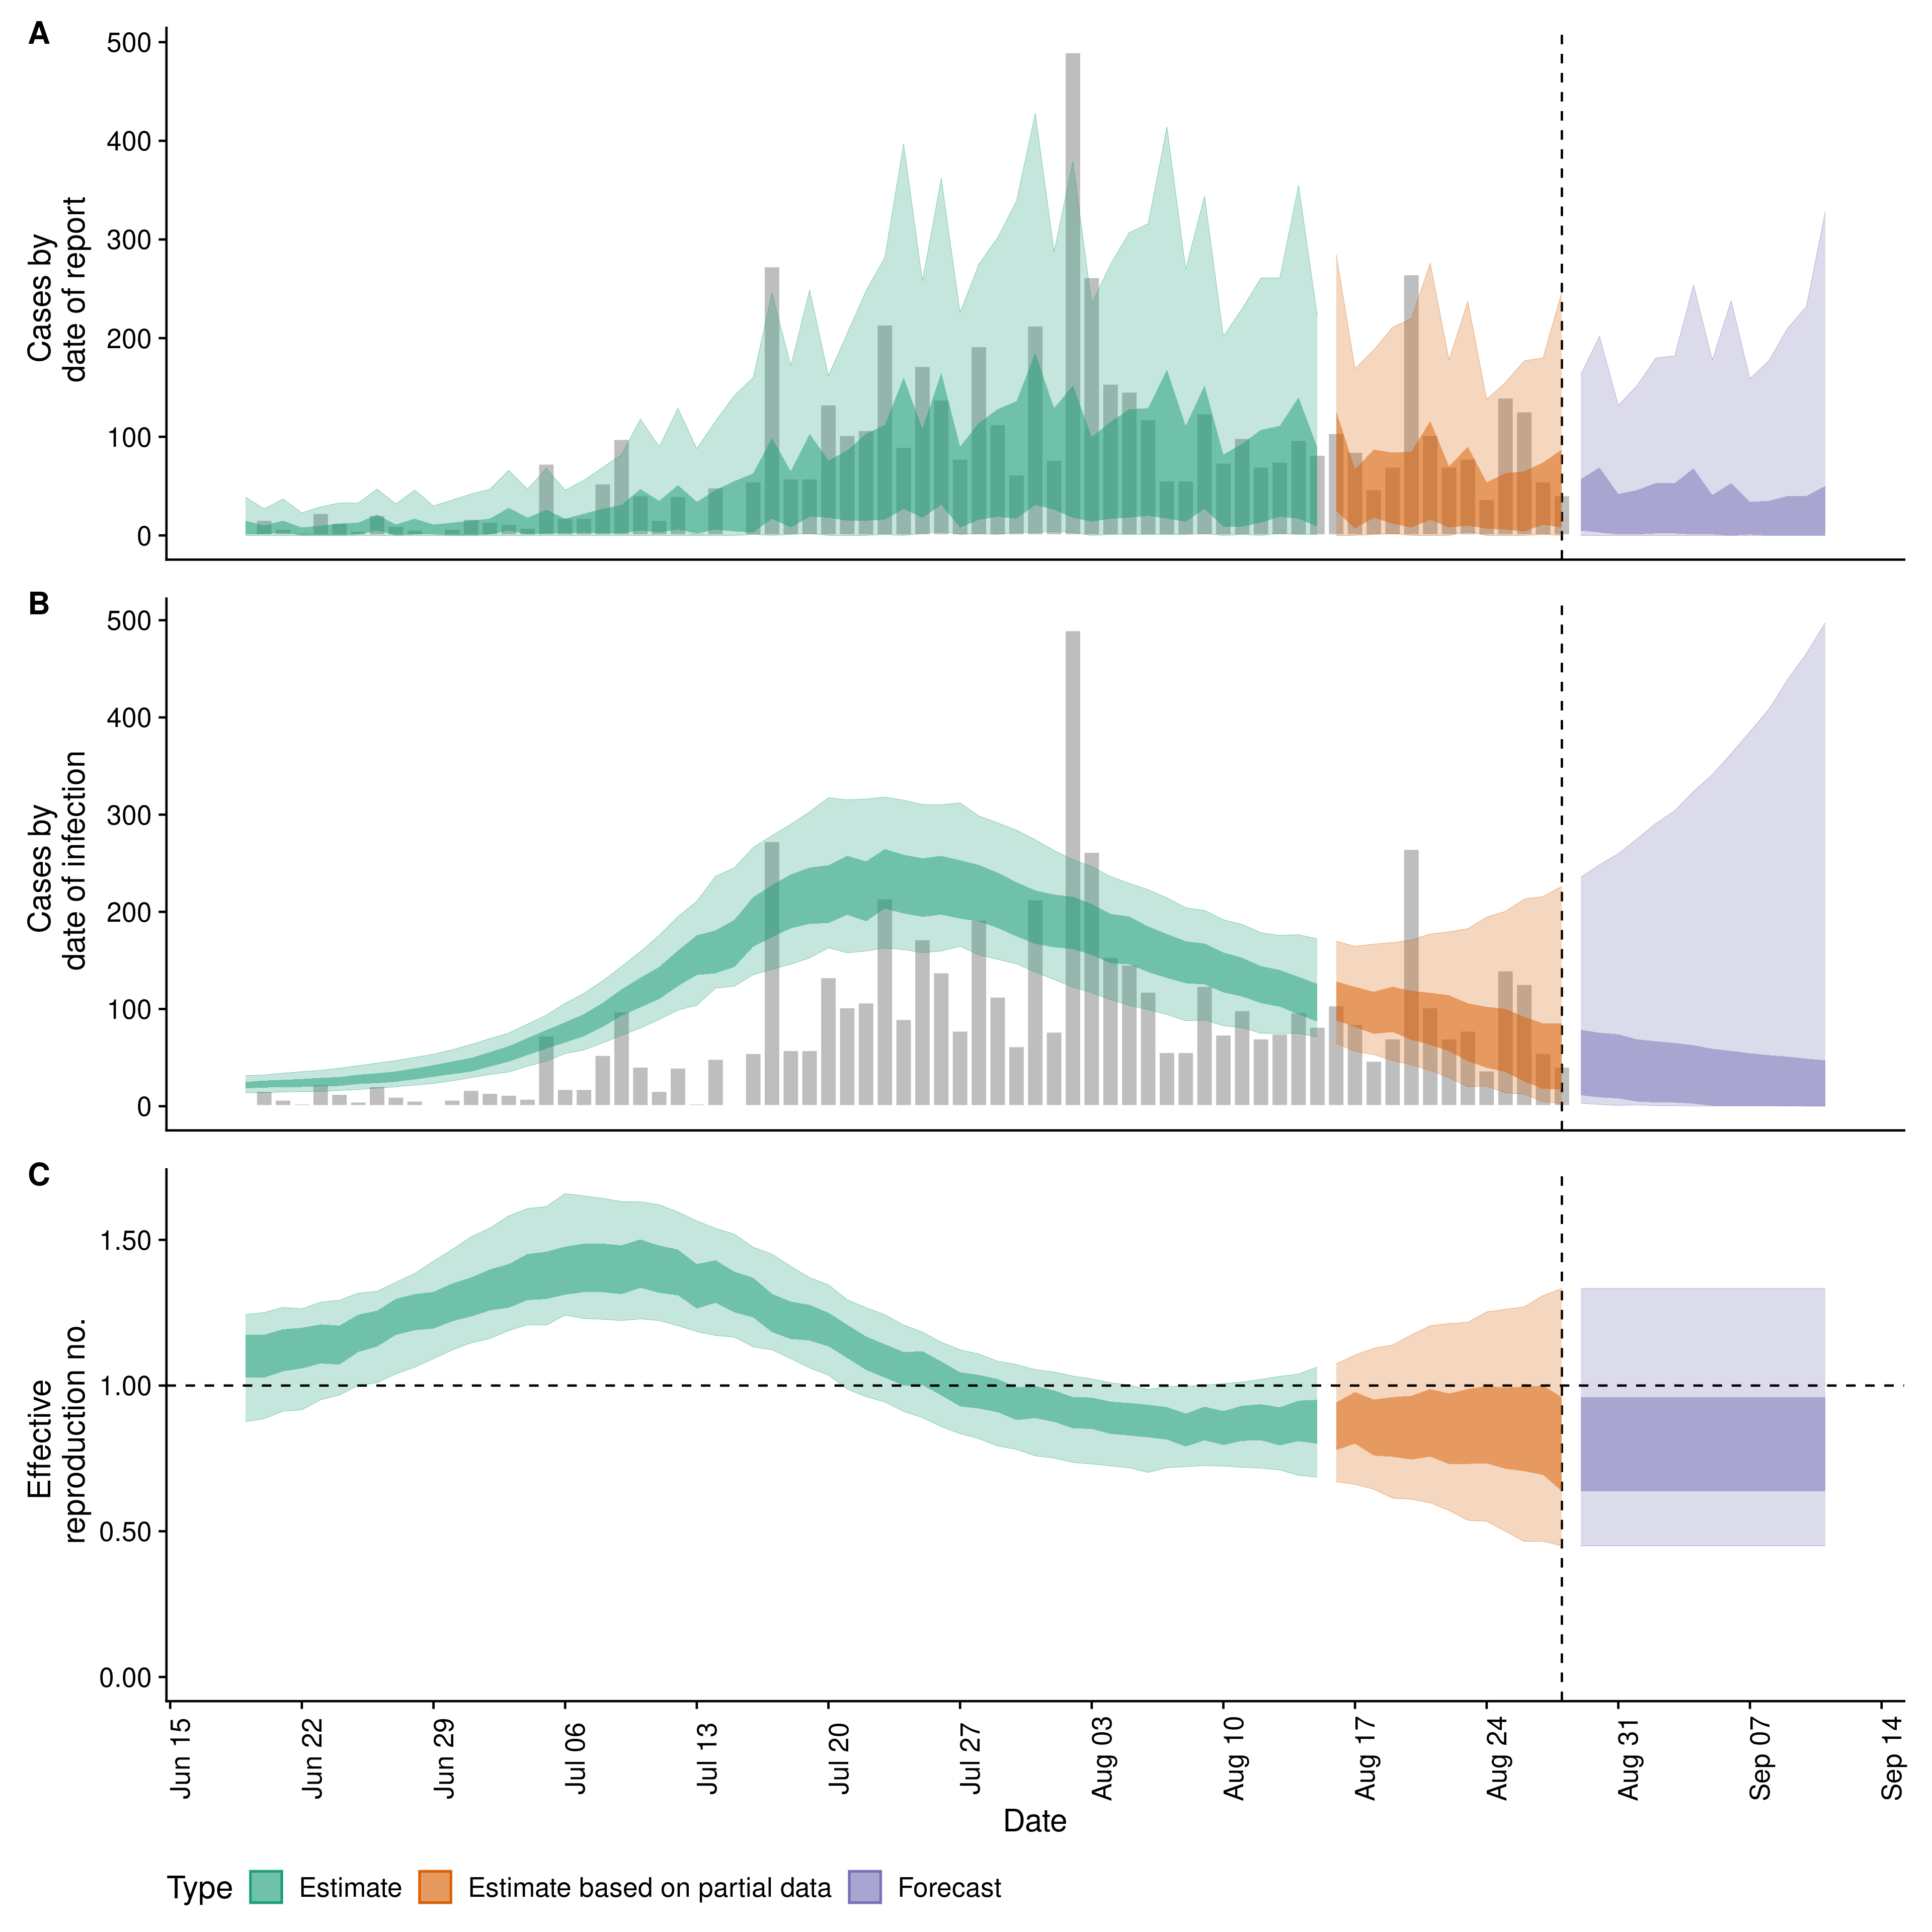 A
500
400
300
200
100
0
Cases by
date of report
B
500
400
300
200
100
0
Cases by
date of infection
C
1.50
1.00
0.50
0.00
Effective
reproduction no.
Jun 15
Jun 22
Jun 29
Jul 06
Jul 13
Jul 20
Jul 27
Aug 03
Aug 10
Aug 17
Aug 24
Aug 31
Sep 07
Sep 14
Date
Type Estimate Estimate based on partial data Forecast